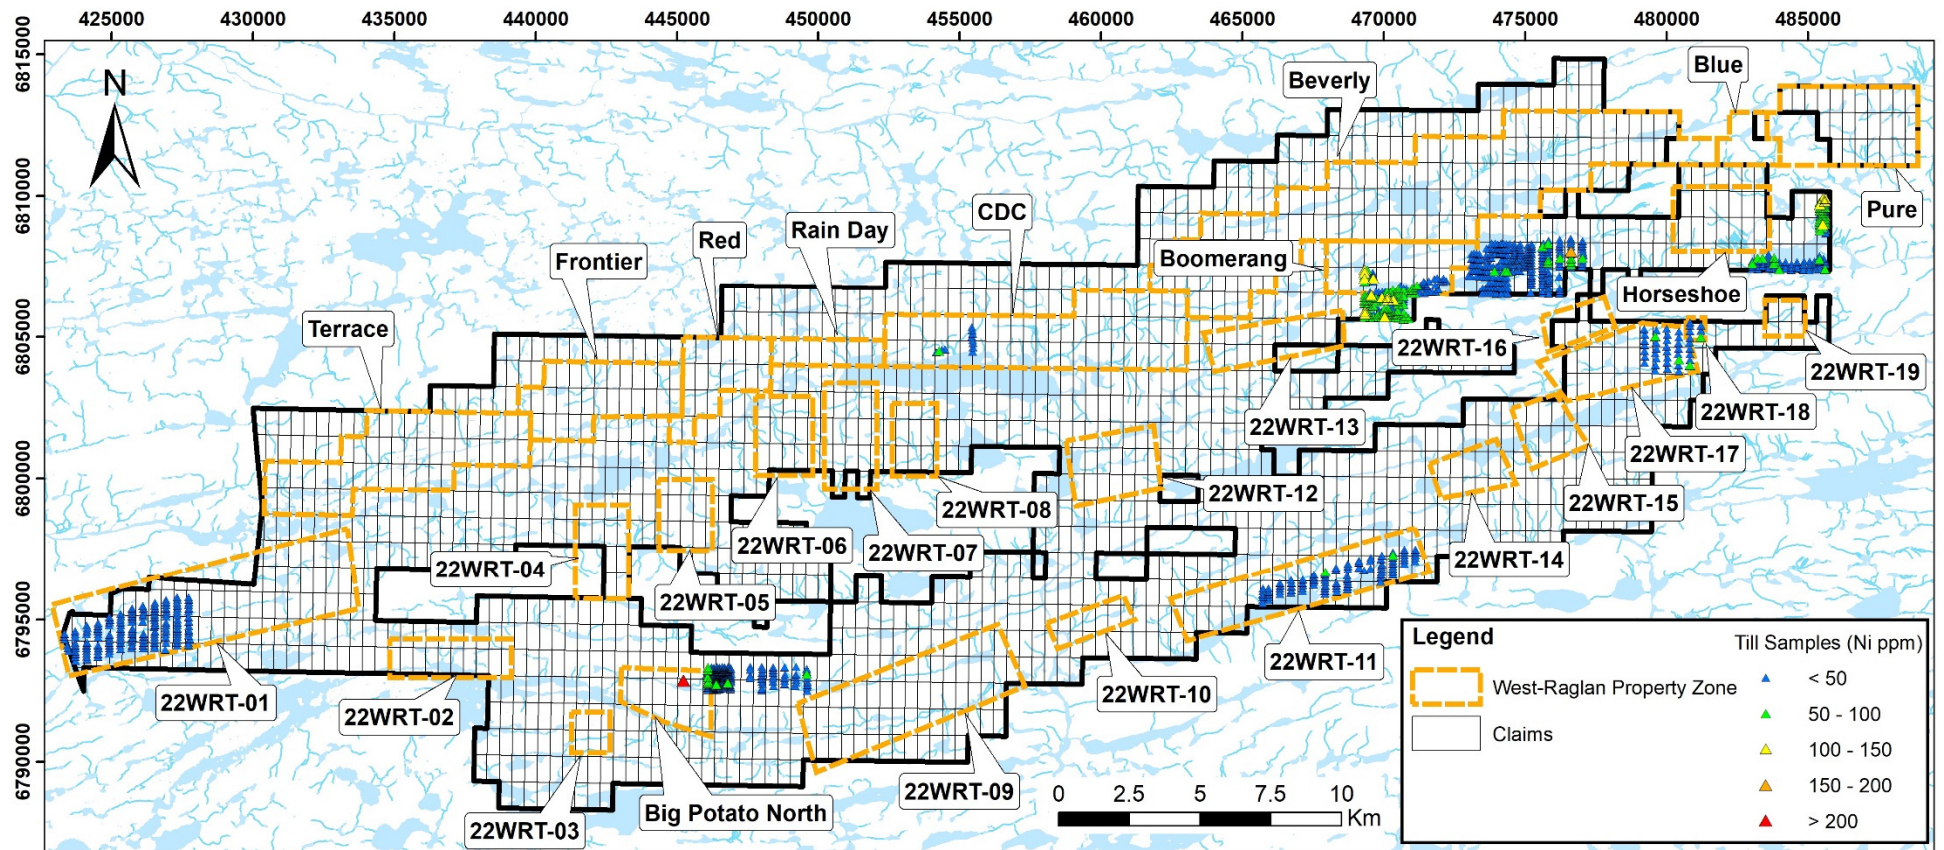 425000 430000 435000 440000 445000 450000 455000 460000 465000 470000 475000 480000 485000
6815000
6810000
6805000
6800000
6795000
6790000
N
Blue
Beverly
Pure
CDC
Rain Day
Red
Boomerang
Frontier
Horseshoe
Terrace
22WRT-16
22WRT-19
22WRT-18
22WRT-13
22WRT-17
22WRT-12
22WRT-15
22WRT-08
22WRT-06
22WRT-07
22WRT-14
22WRT-04
22WRT-05
22WRT-11
22WRT-10
22WRT-01
22WRT-02
22WRT-09
Big Potato North
22WRT-03
0 2.5 5 7.5 10
Km
Legend
West-Raglan Property Zone
Claims
Till Samples (Ni ppm)
< 50
50 - 100
100 - 150
150 - 200
> 200